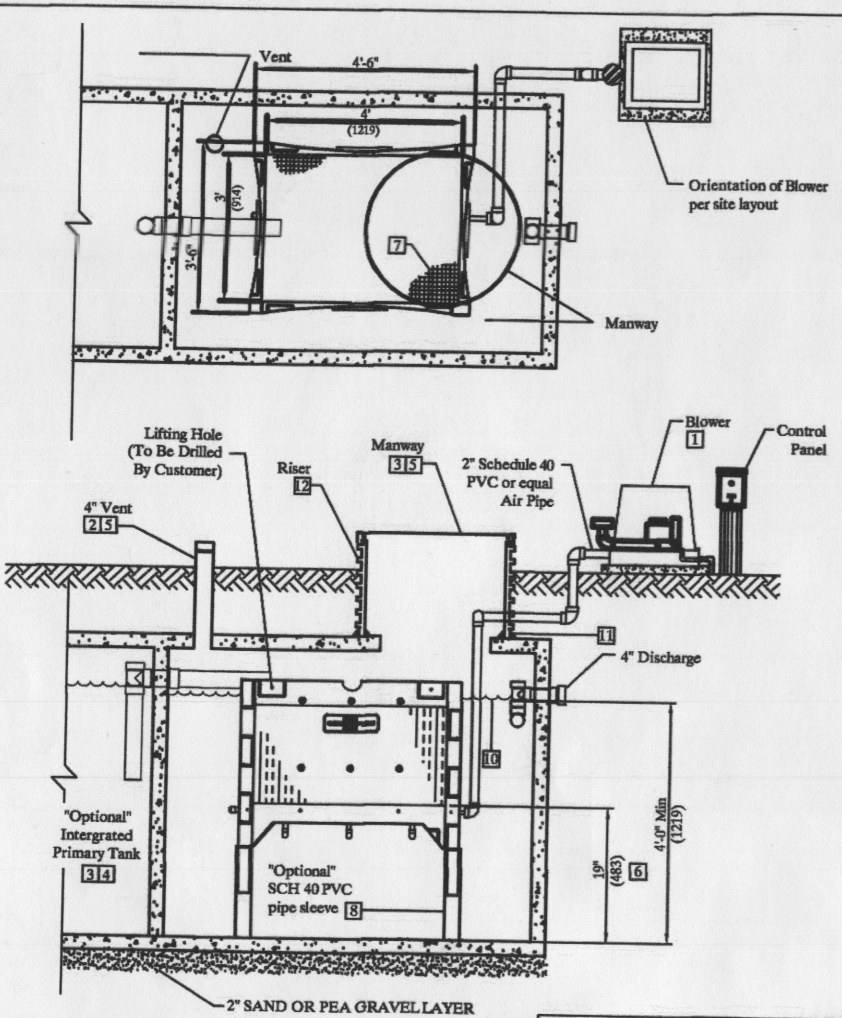 Vent
4'-6"
4'
(1219)
3'
(914)
3'-6"
7
Orientation of Blower
per site layout
Manway
Lifting Hole
(To Be Drilled
By Customer)
Riser
12
Manway
3 5
2" Schedule 40
PVC or equal
Air Pipe
Blower
1
Control
Panel
4" Vent
2 5
11
4" Discharge
10
"Optional"
Intergrated
Primary Tank
3 4
"Optional"
SCH 40 PVC
pipe sleeve 8
19"
(483)
6
4'-0" Min
(1219)
2" SAND OR PEA GRAVEL LAYER